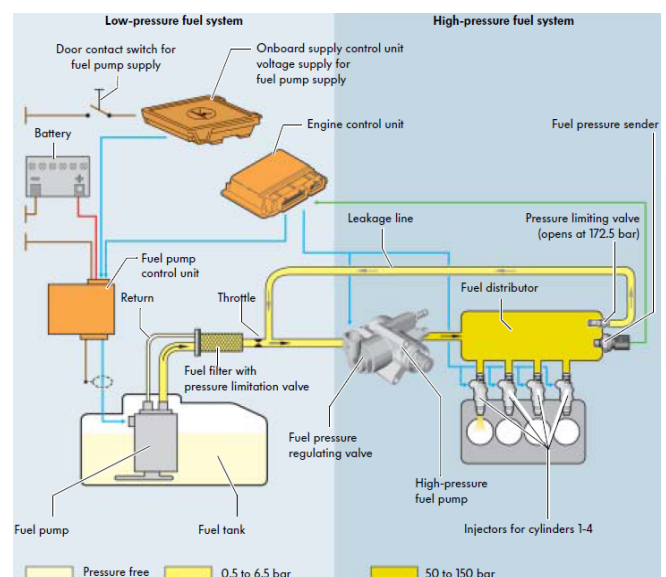 Low-pressure fuel system
High-pressure fuel system
Door contact switch for
fuel pump supply
Onboard supply control unit
voltage supply for
fuel pump supply
Battery
Engine control unit
Fuel pressure sender
Leakage line
Pressure limiting valve
(opens at 172.5 bar)
Fuel pump
control unit
Return
Throttle
Fuel distributor
Fuel filter with
pressure limitation valve
Fuel pressure
regulating valve
High-pressure
fuel pump
Fuel pump
Fuel tank
Injectors for cylinders 1-4
Pressure free
0.5 to 6.5 bar
50 to 150 bar